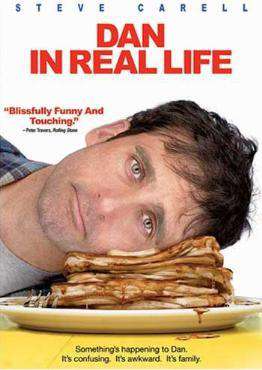 STEVE CARELL
DAN
IN REAL LIFE
"Blissfully Funny And
Touching."
– Peter Travers, Rolling Stone
Something's happening to Dan.
It's confusing. It's awkward. It's family.